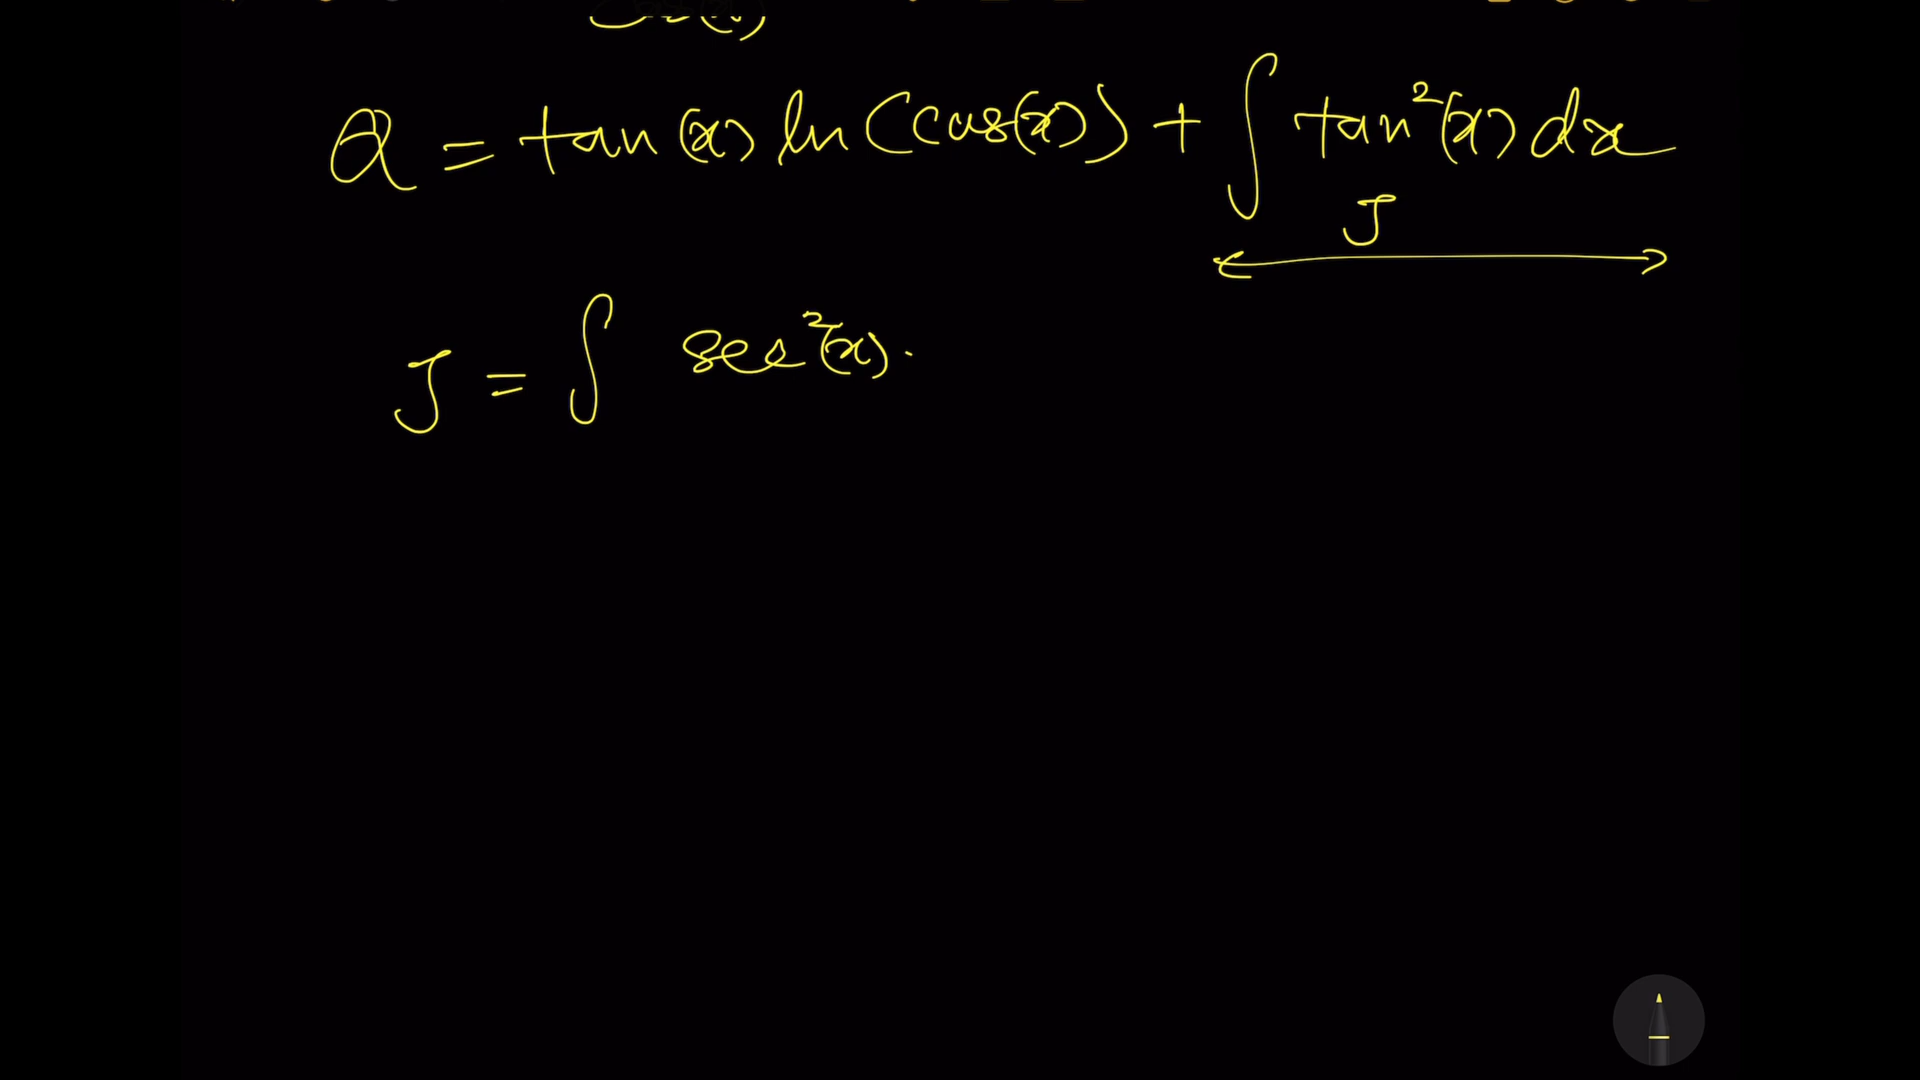 Q = tan(x) ln(cos(x)) + ∫ tan²(x) dx
J
J = ∫ sec²(x).